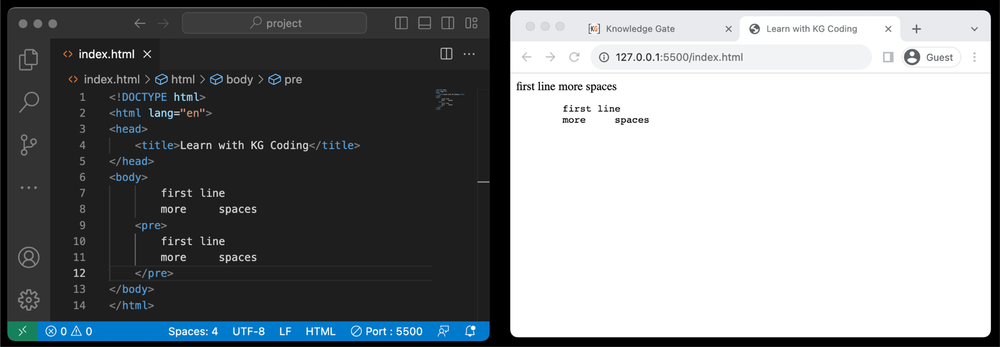 project
index.html
index.html > html > body > pre
1 <!DOCTYPE html>
2 <html lang="en">
3 <head>
4     <title>Learn with KG Coding</title>
5 </head>
6 <body>
7         first line
8         more     spaces
9     <pre>
10         first line
11         more     spaces
12     </pre>
13 </body>
14 </html>
0 0 Spaces: 4 UTF-8 LF HTML Port : 5500
KG Knowledge Gate Learn with KG Coding
127.0.0.1:5500/index.html Guest
first line more spaces
        first line
        more     spaces